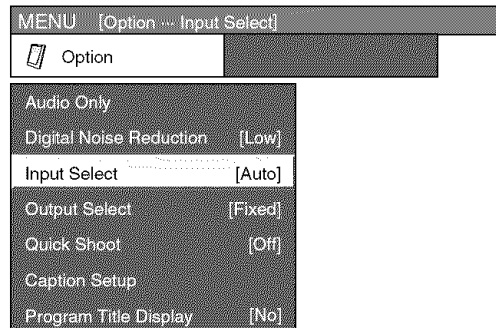 MENU [Option ... Input Select]
Option
Audio Only
Digital Noise Reduction [Low]
Input Select [Auto]
Output Select [Fixed]
Quick Shoot [Off]
Caption Setup
Program Title Display [No]